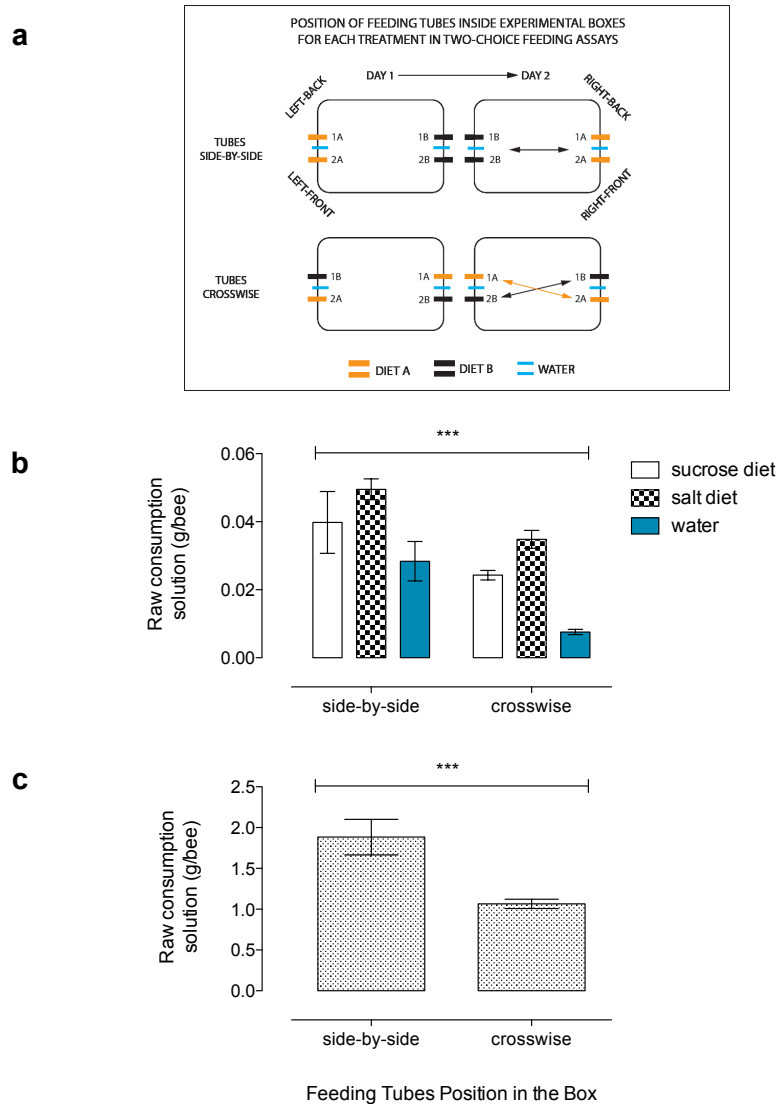 a
POSITION OF FEEDING TUBES INSIDE EXPERIMENTAL BOXES
FOR EACH TREATMENT IN TWO-CHOICE FEEDING ASSAYS
DAY 1 DAY 2
LEFT-BACK
RIGHT-BACK
TUBES
SIDE-BY-SIDE
1A 1B 1B 1A
2A 2B 2B 2A
LEFT-FRONT
RIGHT-FRONT
TUBES
CROSSWISE
1B 1A 1A 1B
2A 2B 2B 2A
DIET A DIET B WATER
b
Raw consumption
solution (g/bee)
0.06
0.04
0.02
0.00
***
sucrose diet
salt diet
water
side-by-side crosswise
c
Raw consumption
solution (g/bee)
2.5
2.0
1.5
1.0
0.5
0.0
***
side-by-side crosswise
Feeding Tubes Position in the Box